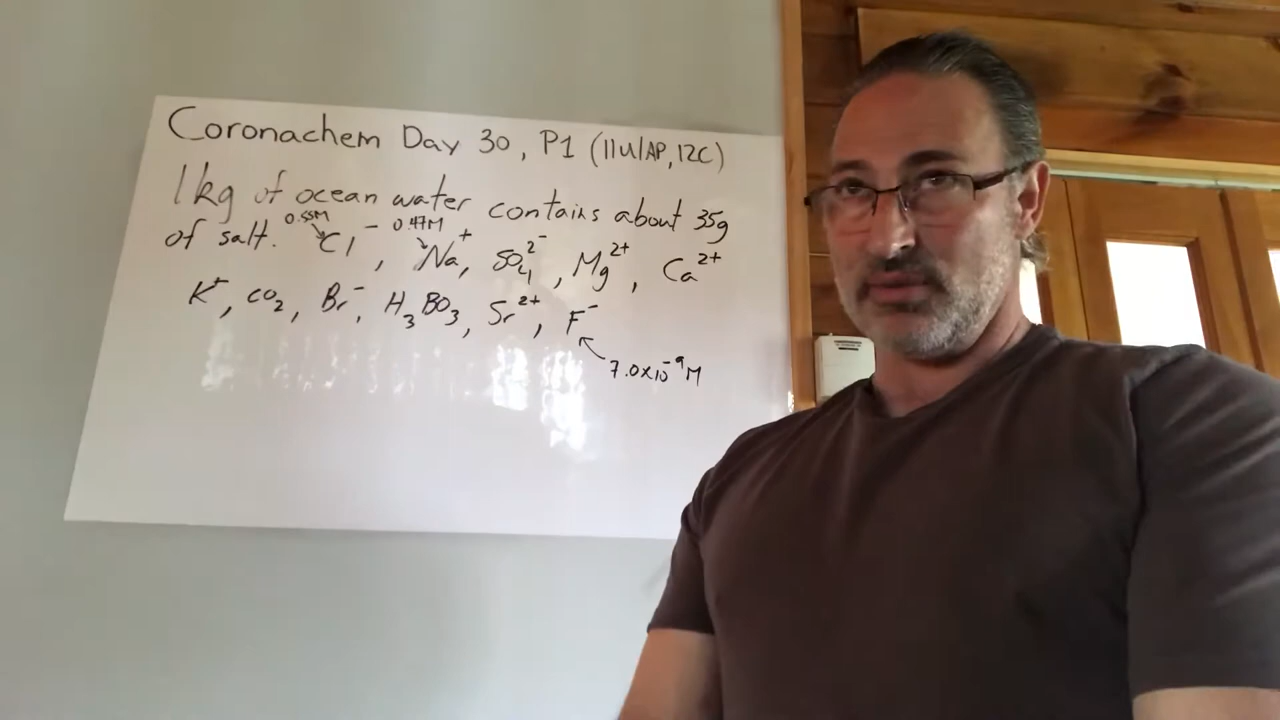 Coronachem Day 30, P1 (11U/AP, 12C)
1kg of ocean water contains about 35g
of salt. 0.55M Cl⁻, 0.47M Na⁺, SO₄²⁻, Mg²⁺, Ca²⁺
K⁺, CO₂, Br⁻, H₃BO₃, Sr²⁺, F⁻
7.0x10⁻⁹M